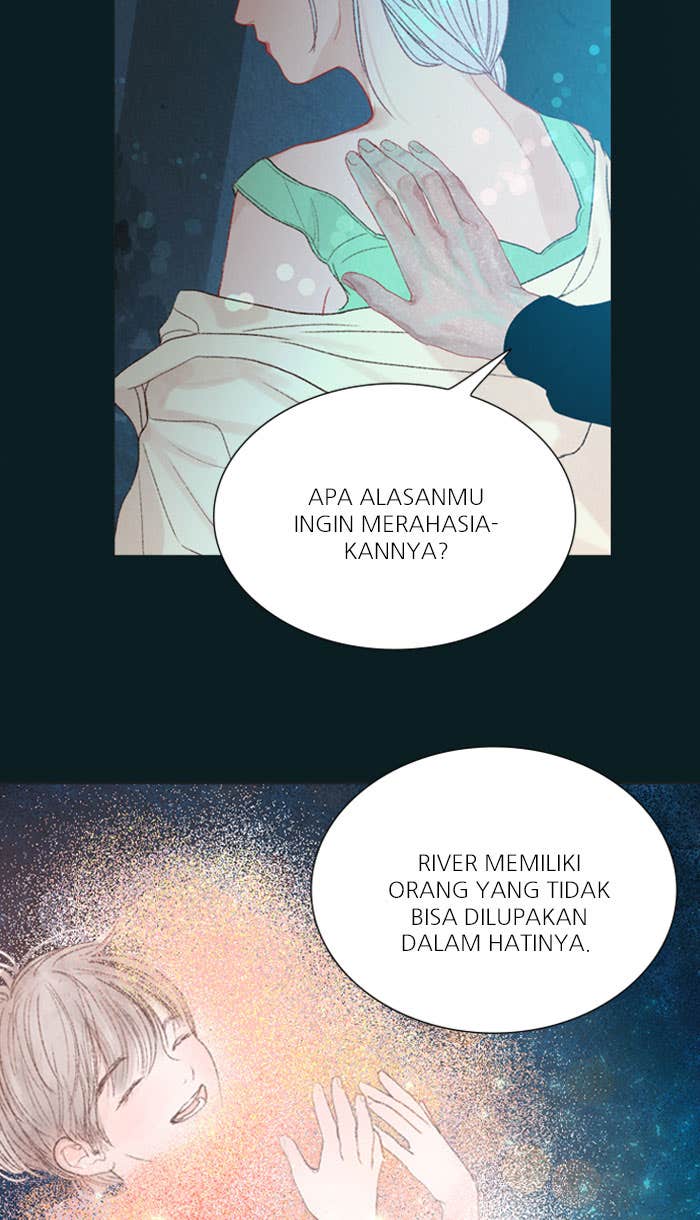 APA ALASANMU
INGIN MERAHASIA-
KANNYA?
RIVER MEMILIKI
ORANG YANG TIDAK
BISA DILUPAKAN
DALAM HATINYA.